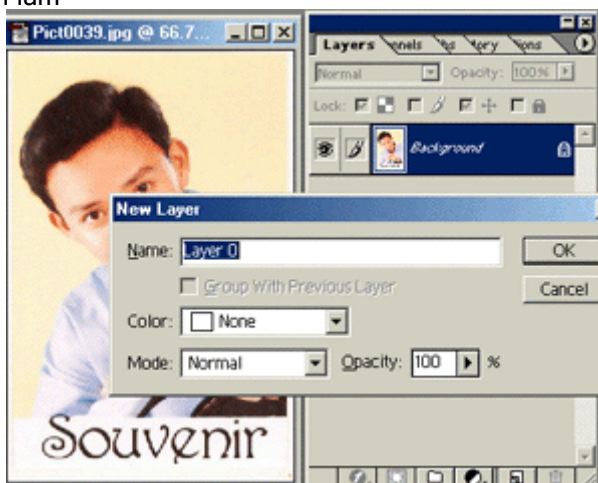 Pict0039.jpg @ 66.7...
Layers
Normal Opacity: 100%
Lock:
Background
New Layer
Name: Layer 0
OK
Group With Previous Layer
Cancel
Color: None
Mode: Normal Opacity: 100 %
Souvenir